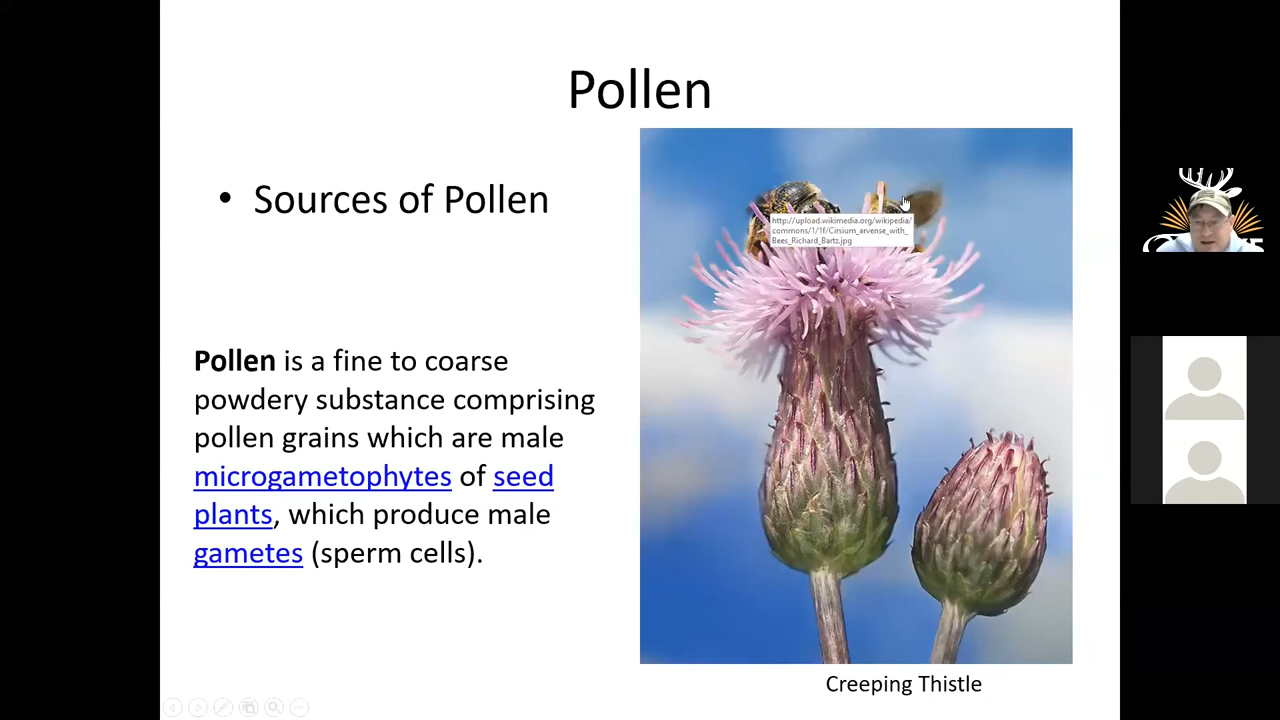 Pollen
• Sources of Pollen
http://upload.wikimedia.org/wikipedia/
commons/1/1f/Cirsium_arvense_with_
Bees_Richard_Bartz.jpg
Pollen is a fine to coarse
powdery substance comprising
pollen grains which are male
microgametophytes of seed
plants, which produce male
gametes (sperm cells).
Creeping Thistle